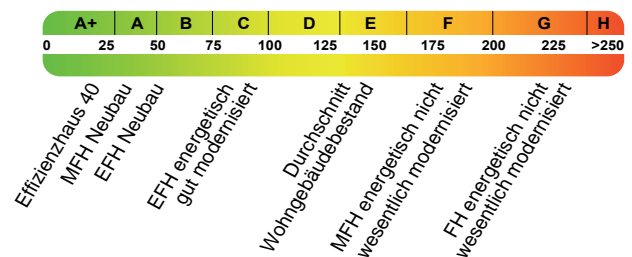 A+ A B C D E F G H
0 25 50 75 100 125 150 175 200 225 >250
Effizienzhaus 40
MFH Neubau
EFH Neubau
EFH energetisch
gut modernisiert
Durchschnitt
Wohngebäudebestand
MFH energetisch nicht
wesentlich modernisiert
FH energetisch nicht
wesentlich modernisiert